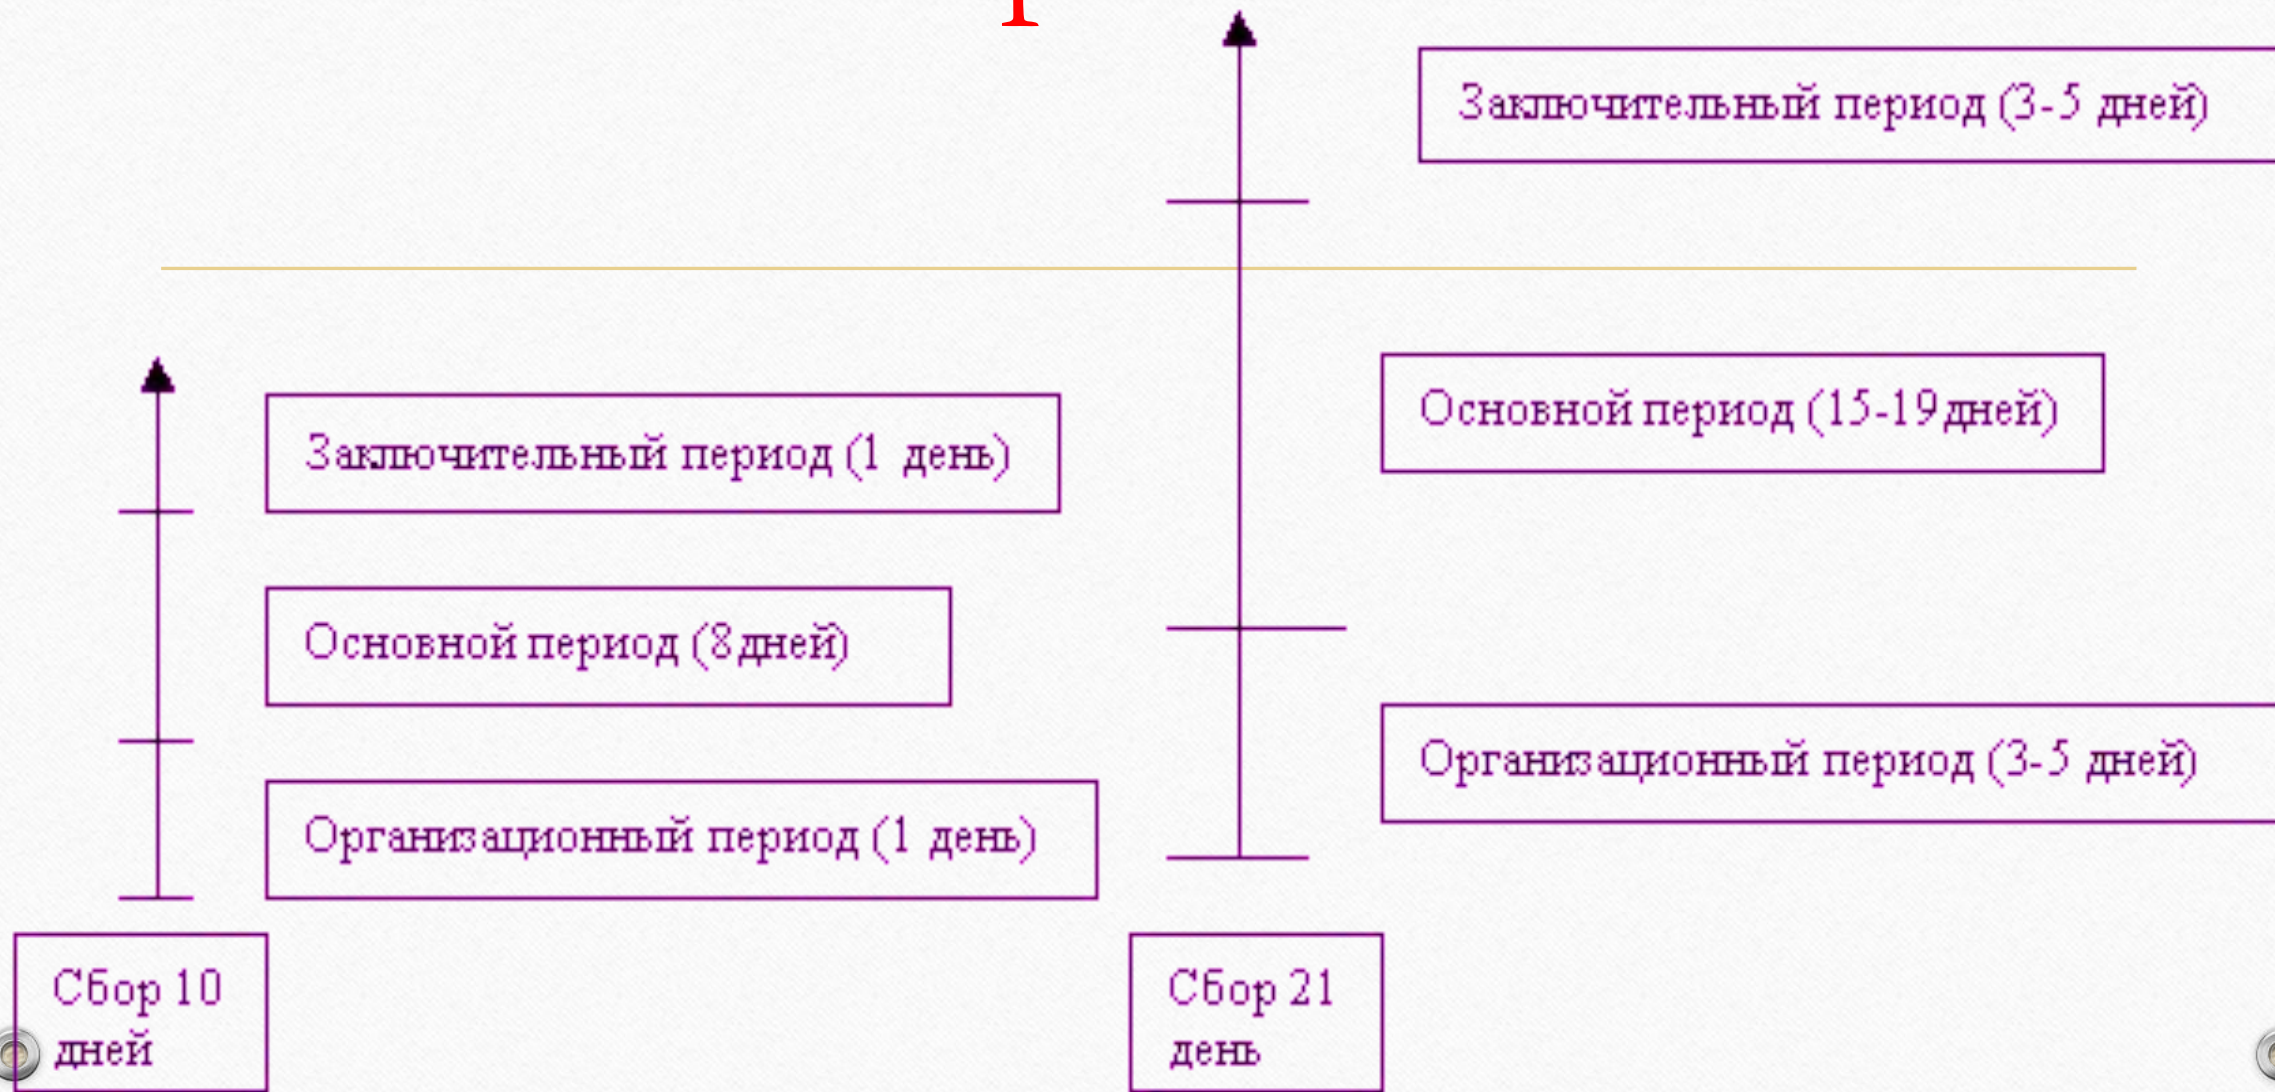 Заключительный период (1 день)
Основной период (8 дней)
Организационный период (1 день)
Сбор 10
дней
Заключительный период (3-5 дней)
Основной период (15-19 дней)
Организационный период (3-5 дней)
Сбор 21
день